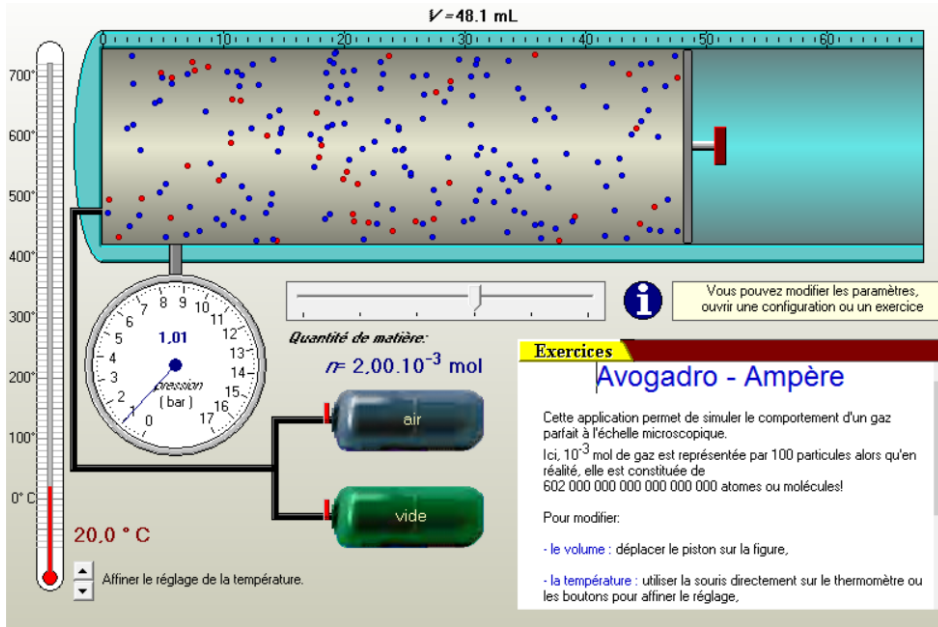 V = 48.1 mL
0 10 20 30 40 50 60
700°
600°
500°
400°
300°
200°
100°
0° C
0 1 2 3 4 5 6 7 8 9 10 11 12 13 14 15 16 17
1,01
pression
( bar )
Vous pouvez modifier les paramètres,
ouvrir une configuration ou un exercice
Quantité de matière:
n= 2,00.10⁻³ mol
air
vide
20,0 ° C
Affiner le réglage de la température.
Exercices
Avogadro - Ampère
Cette application permet de simuler le comportement d'un gaz
parfait à l'échelle microscopique.
Ici, 10⁻³ mol de gaz est représentée par 100 particules alors qu'en
réalité, elle est constituée de
602 000 000 000 000 000 000 atomes ou molécules!
Pour modifier:
- le volume : déplacer le piston sur la figure,
- la température : utiliser la souris directement sur le thermomètre ou
les boutons pour affiner le réglage,